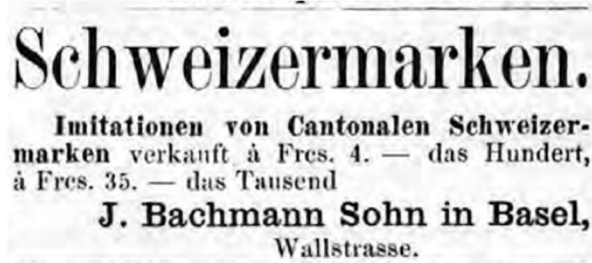 Schweizermarken.
Imitationen von Cantonalen Schweizer-
marken verkauft à Frcs. 4. — das Hundert,
à Frcs. 35. — das Tausend
J. Bachmann Sohn in Basel,
Wallstrasse.